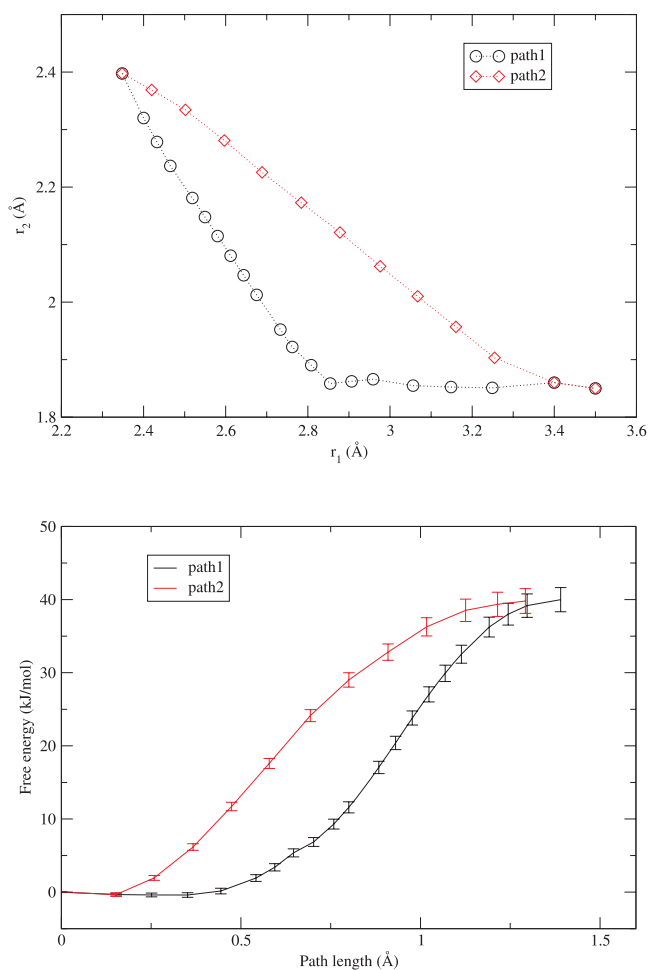 path1
path2
2.4
2.2
2
1.8
r2 (Å)
2.2 2.4 2.6 2.8 3 3.2 3.4 3.6
r1 (Å)
50
40
30
20
10
0
Free energy (kJ/mol)
path1
path2
0 0.5 1 1.5
Path length (Å)